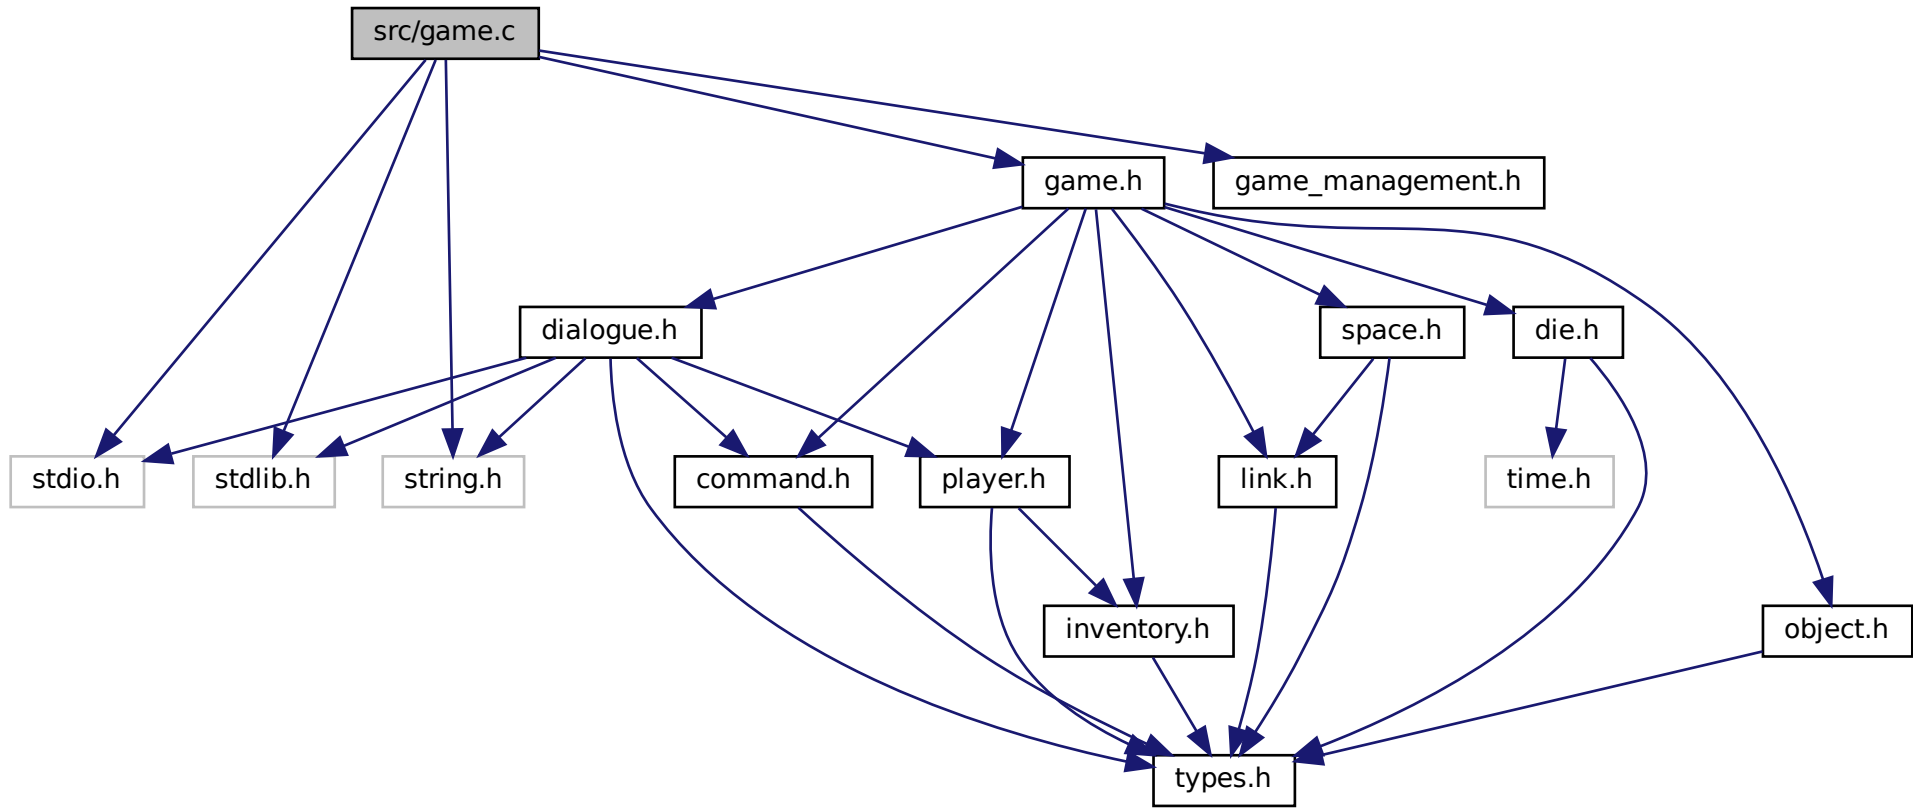 src/game.c
game.h
game_management.h
dialogue.h
space.h
die.h
stdio.h
stdlib.h
string.h
command.h
player.h
link.h
time.h
inventory.h
object.h
types.h